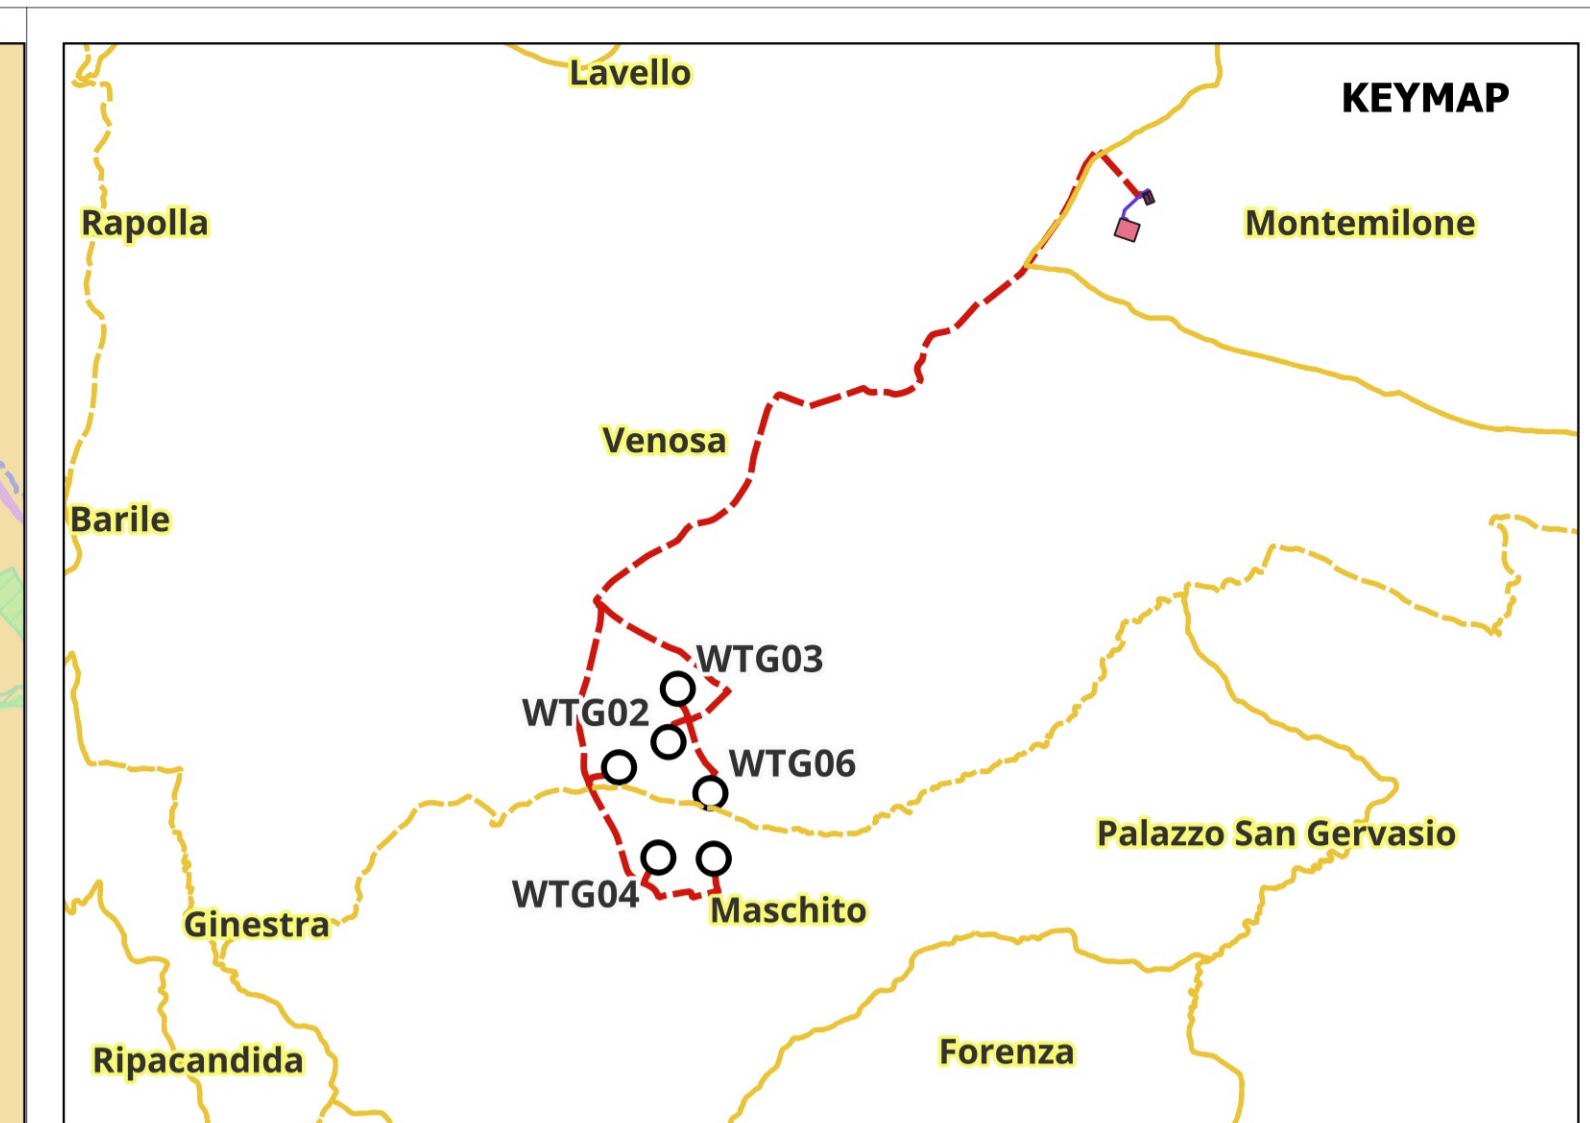 Lavello
KEYMAP
Rapolla
Montemilone
Venosa
Barile
WTG03
WTG02
WTG06
Palazzo San Gervasio
WTG04
Maschito
Ginestra
Forenza
Ripacandida